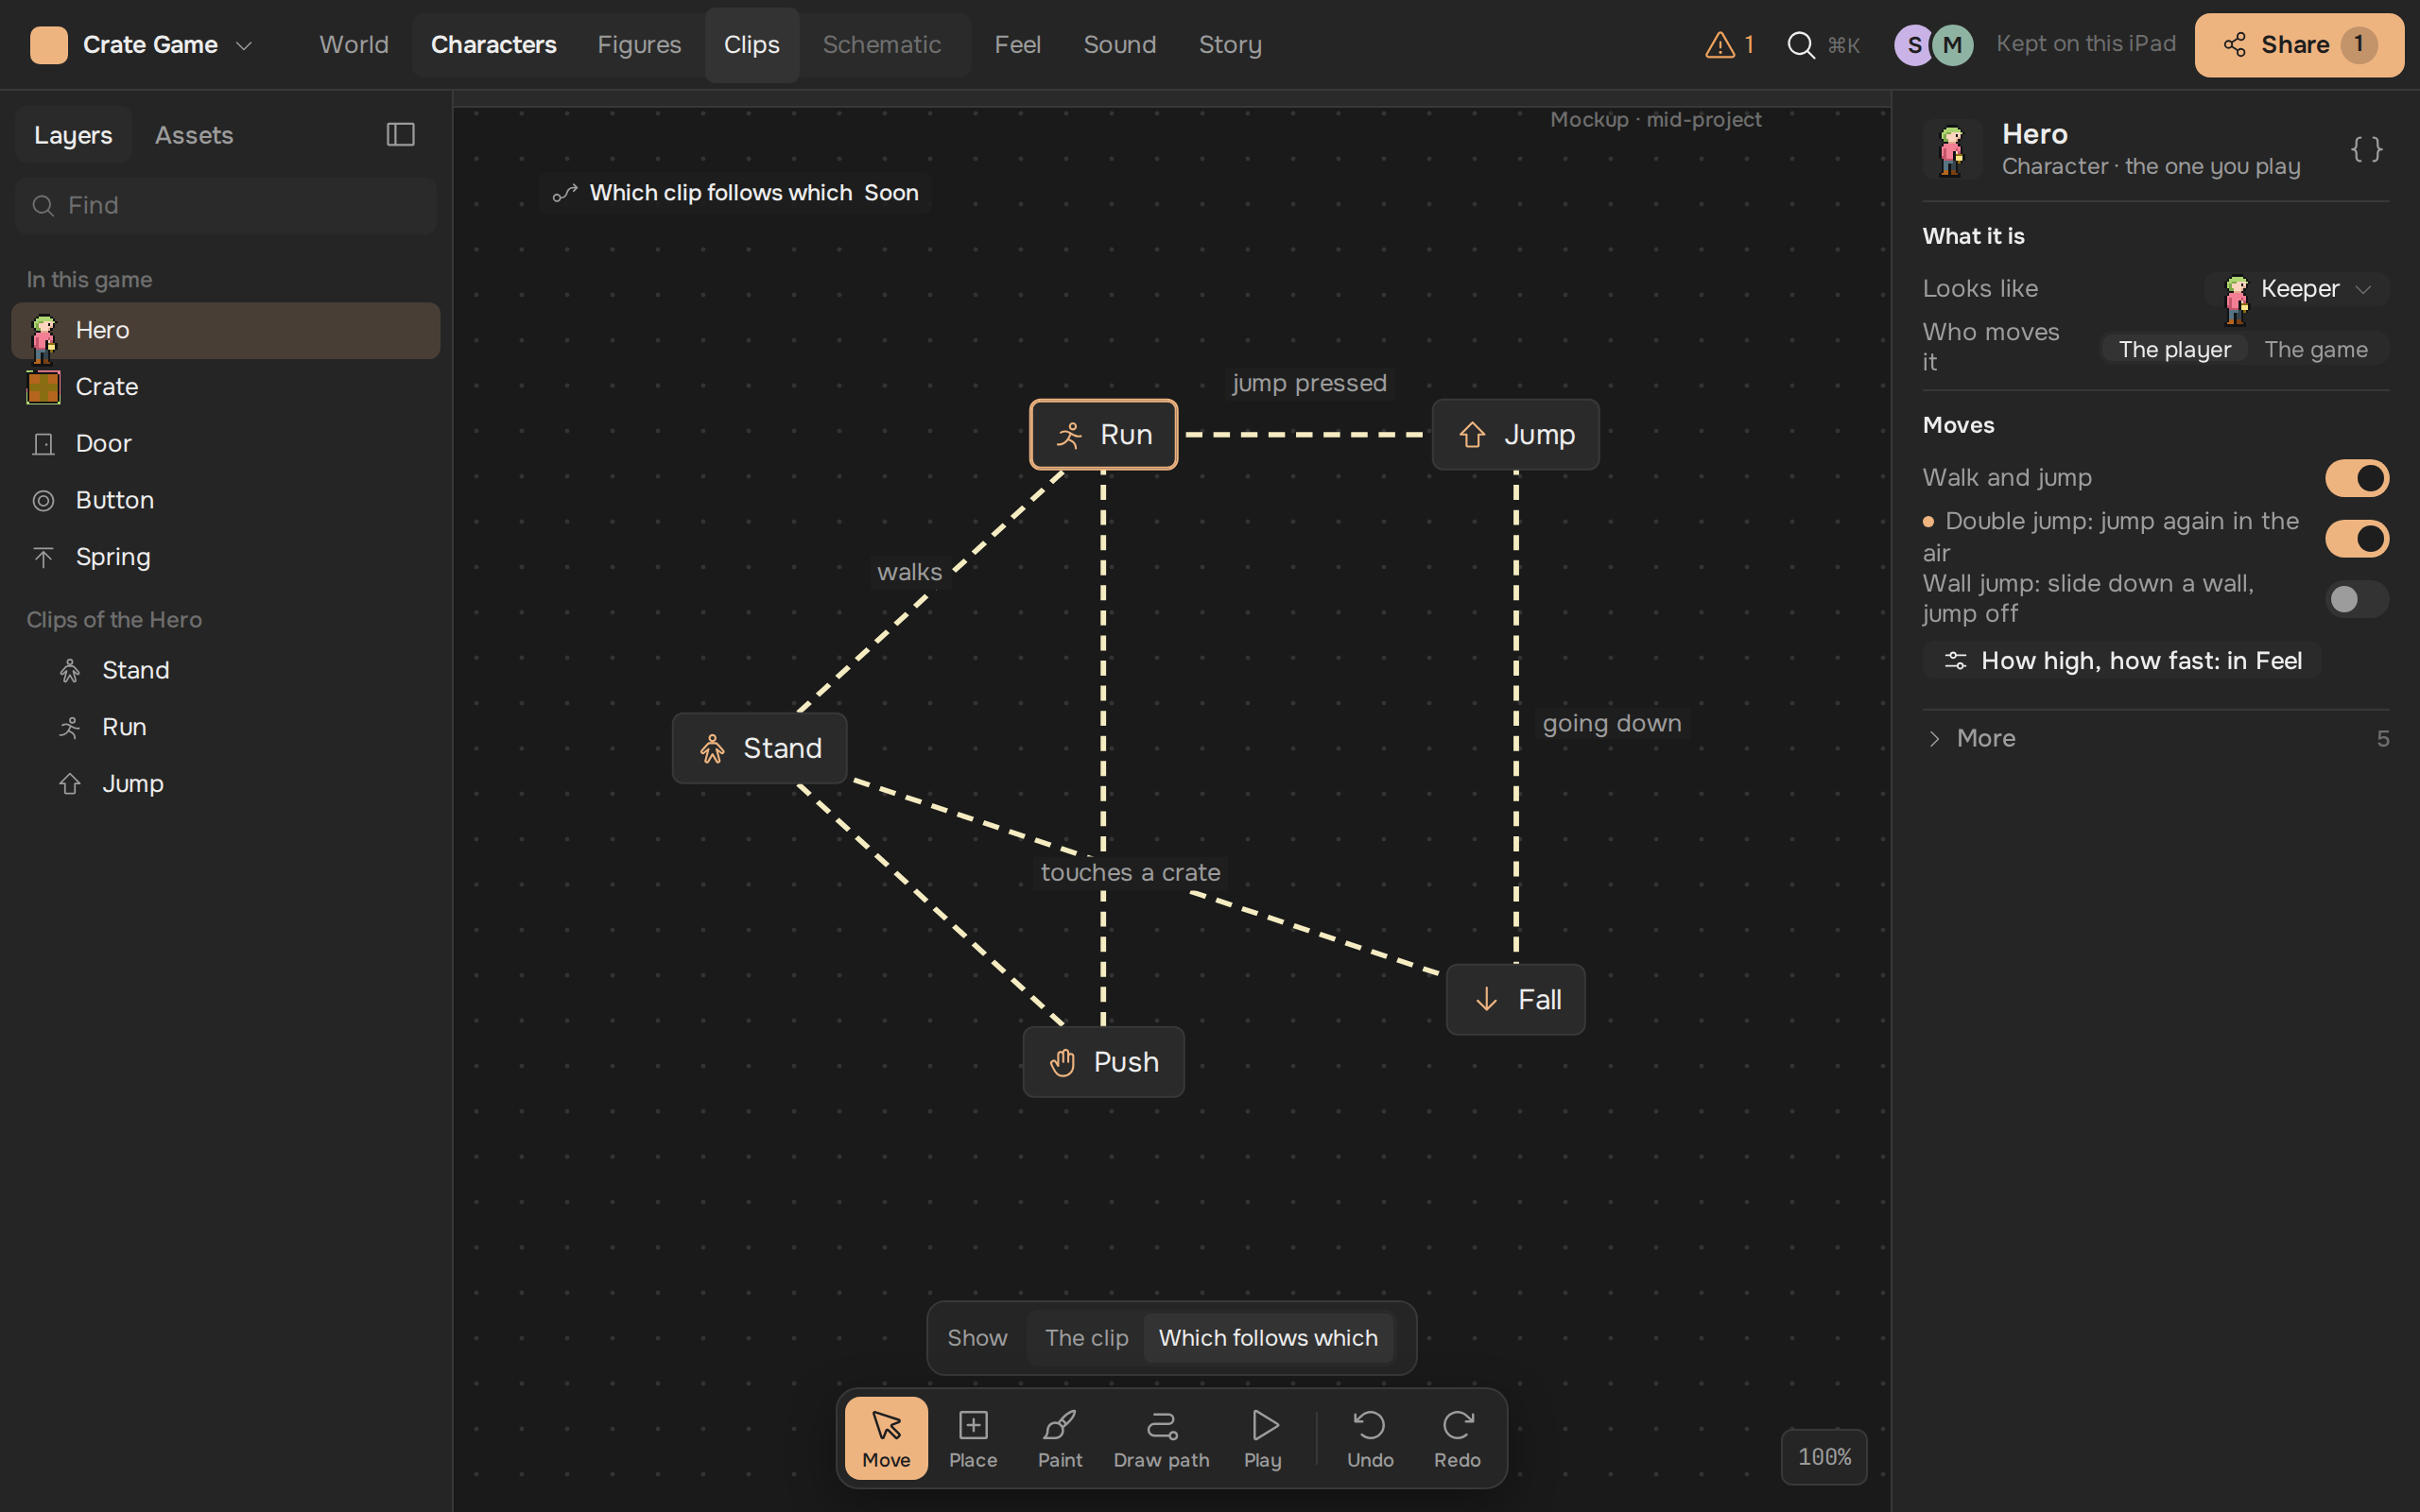 Crate Game
World
Characters
Figures
Clips
Schematic
Feel
Sound
Story
1
⌘K
S
M
Kept on this iPad
Share 1
Layers
Assets
Find
In this game
Hero
Crate
Door
Button
Spring
Clips of the Hero
Stand
Run
Jump
Mockup · mid-project
Which clip follows which Soon
jump pressed
Run
Jump
walks
going down
Stand
touches a crate
Fall
Push
Show
The clip
Which follows which
Move
Place
Paint
Draw path
Play
Undo
Redo
100%
Hero
{ }
Character · the one you play
What it is
Looks like
Keeper
Who moves
it
The player
The game
Moves
Walk and jump
Double jump: jump again in the
air
Wall jump: slide down a wall,
jump off
How high, how fast: in Feel
More
5